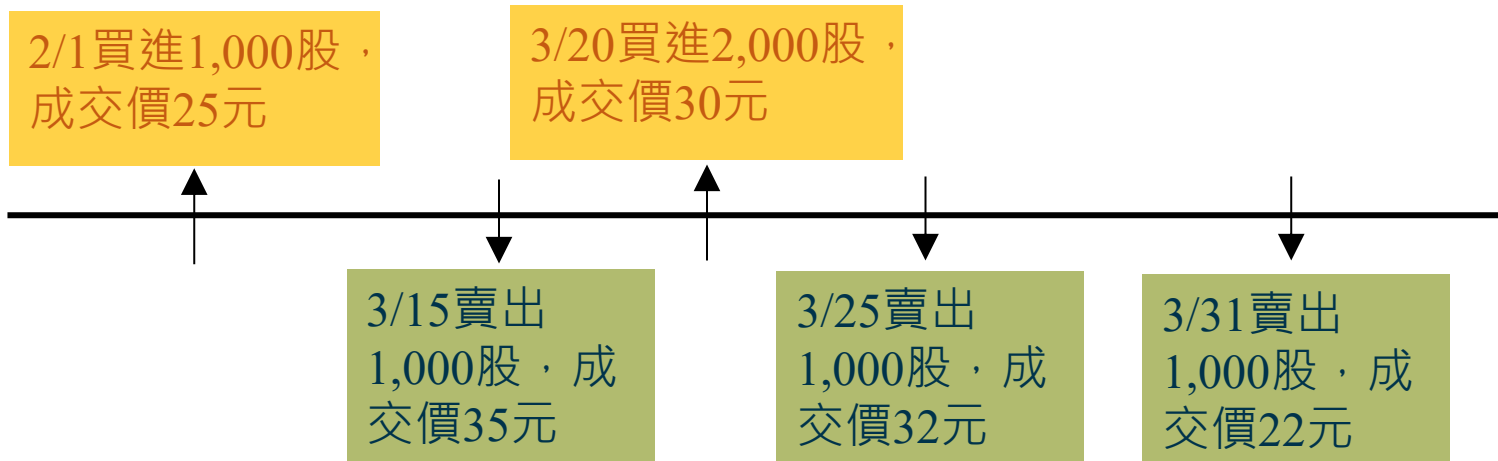 2/1買進1,000股，
成交價25元
3/20買進2,000股，
成交價30元
3/15賣出
1,000股，成
交價35元
3/25賣出
1,000股，成
交價32元
3/31賣出
1,000股，成
交價22元